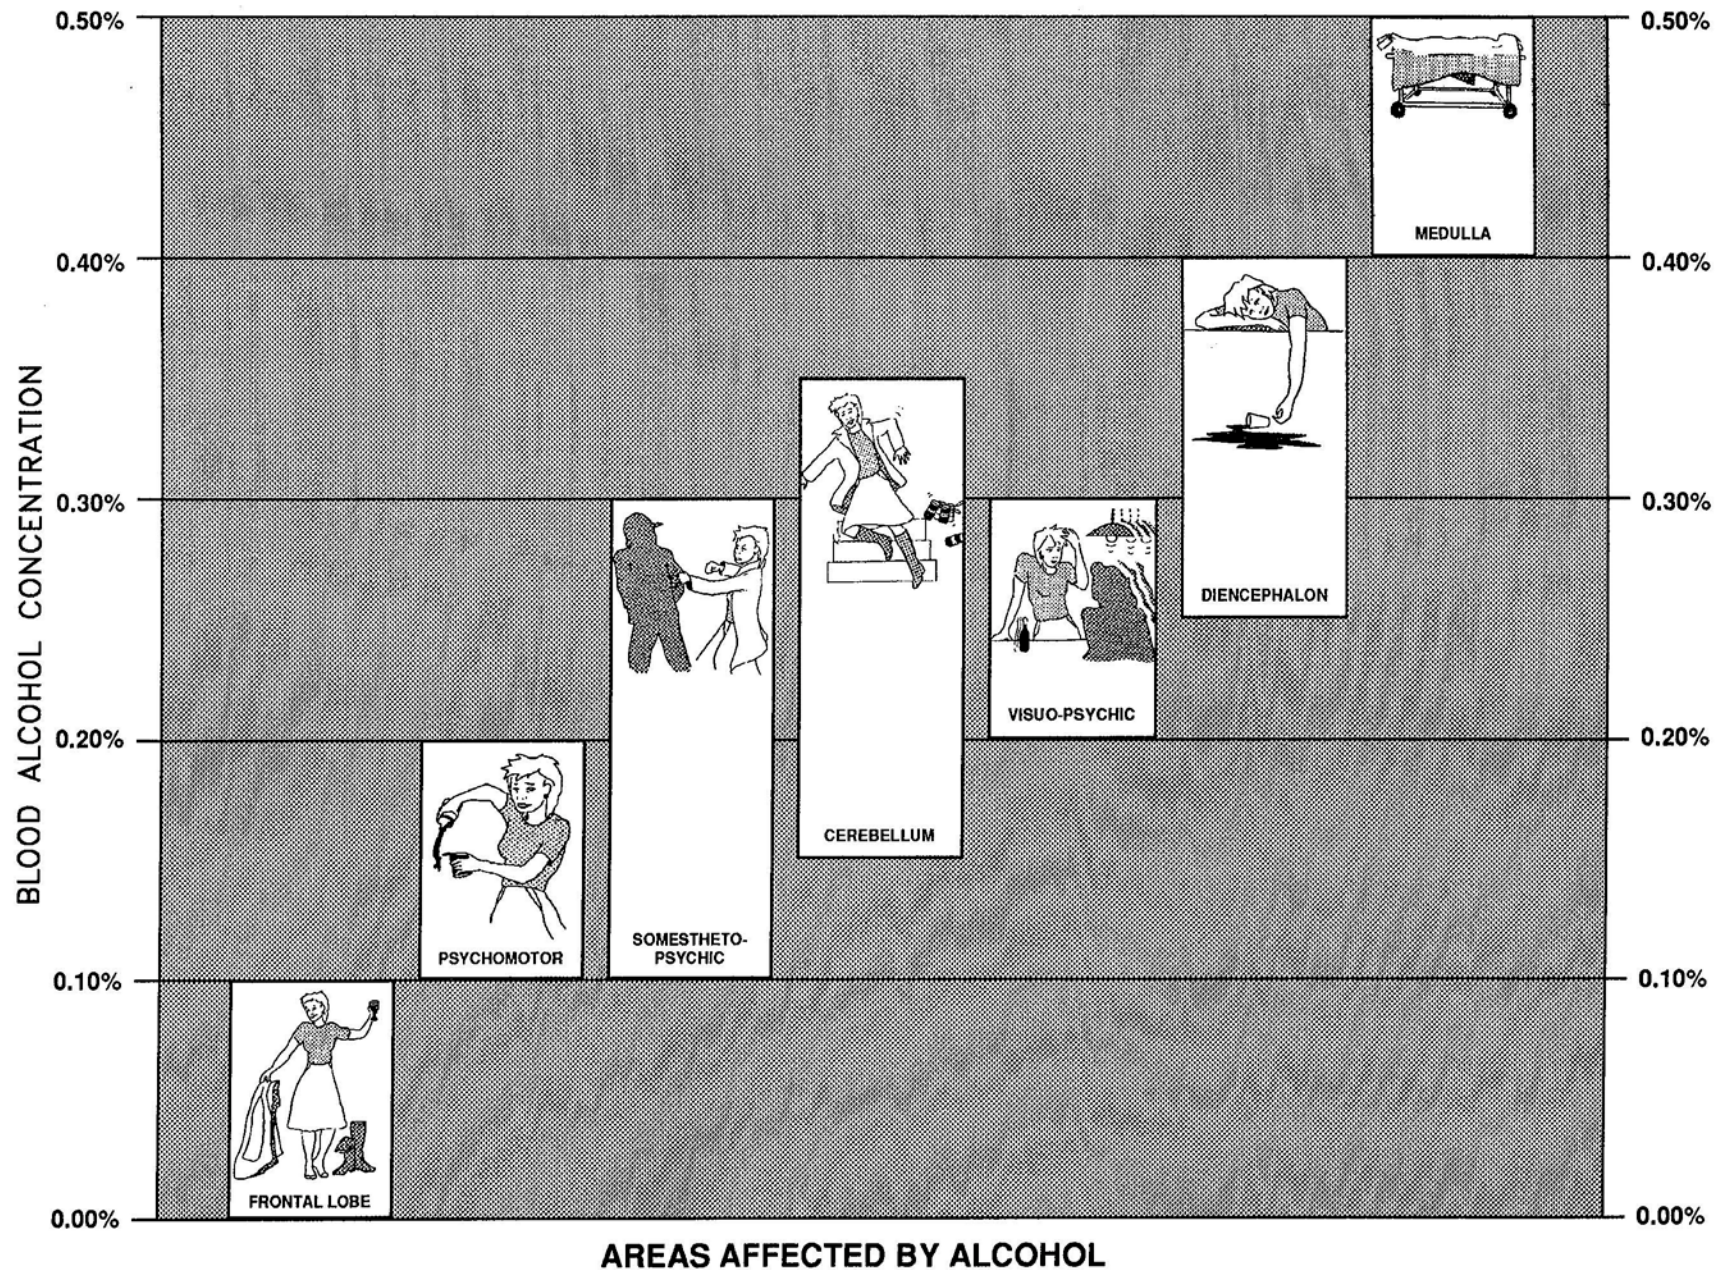 0.50%
0.50%
MEDULLA
0.40%
0.40%
BLOOD ALCOHOL CONCENTRATION
0.30%
0.30%
DIENCEPHALON
VISUO-PSYCHIC
0.20%
0.20%
CEREBELLUM
SOMESTHETO-
PSYCHIC
PSYCHOMOTOR
0.10%
0.10%
FRONTAL LOBE
0.00%
0.00%
AREAS AFFECTED BY ALCOHOL